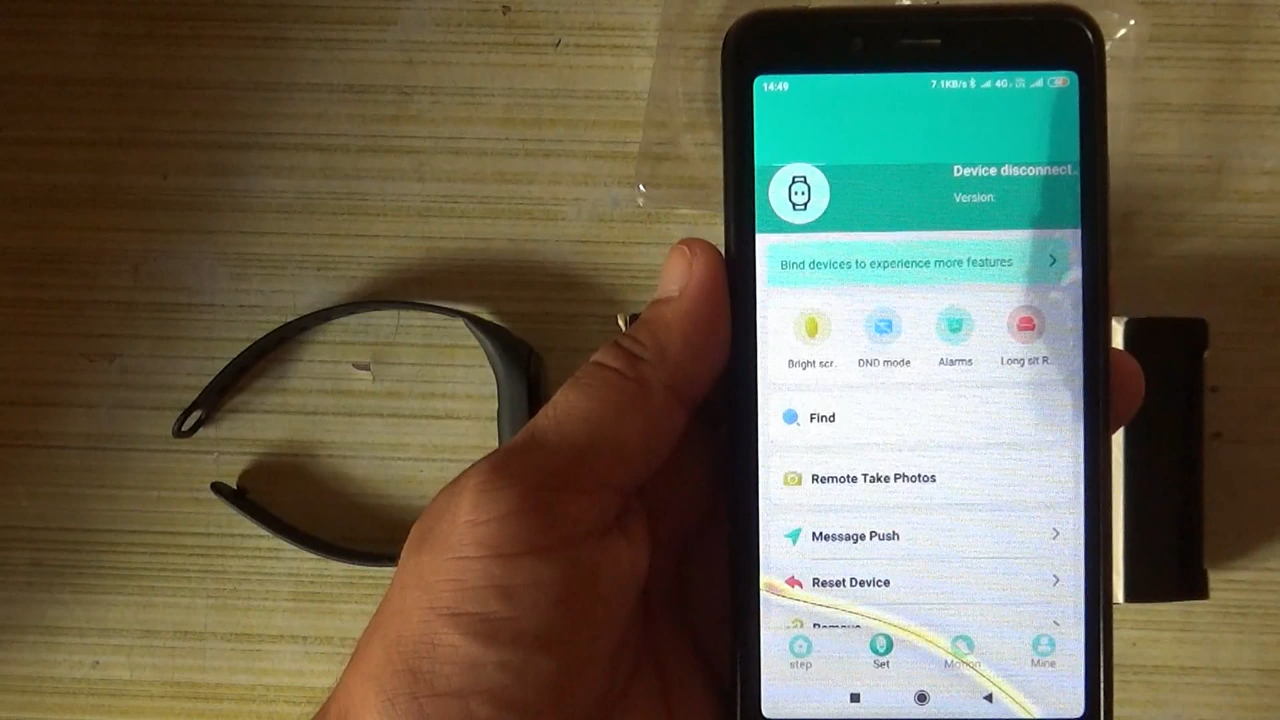 14:49 7.1KB/s 4G
Device disconnect.
Version:
Bind devices to experience more features
Bright scr. DND mode Alarms Long sit R.
Find
Remote Take Photos
Message Push
Reset Device
Remove
step Set Motion Mine